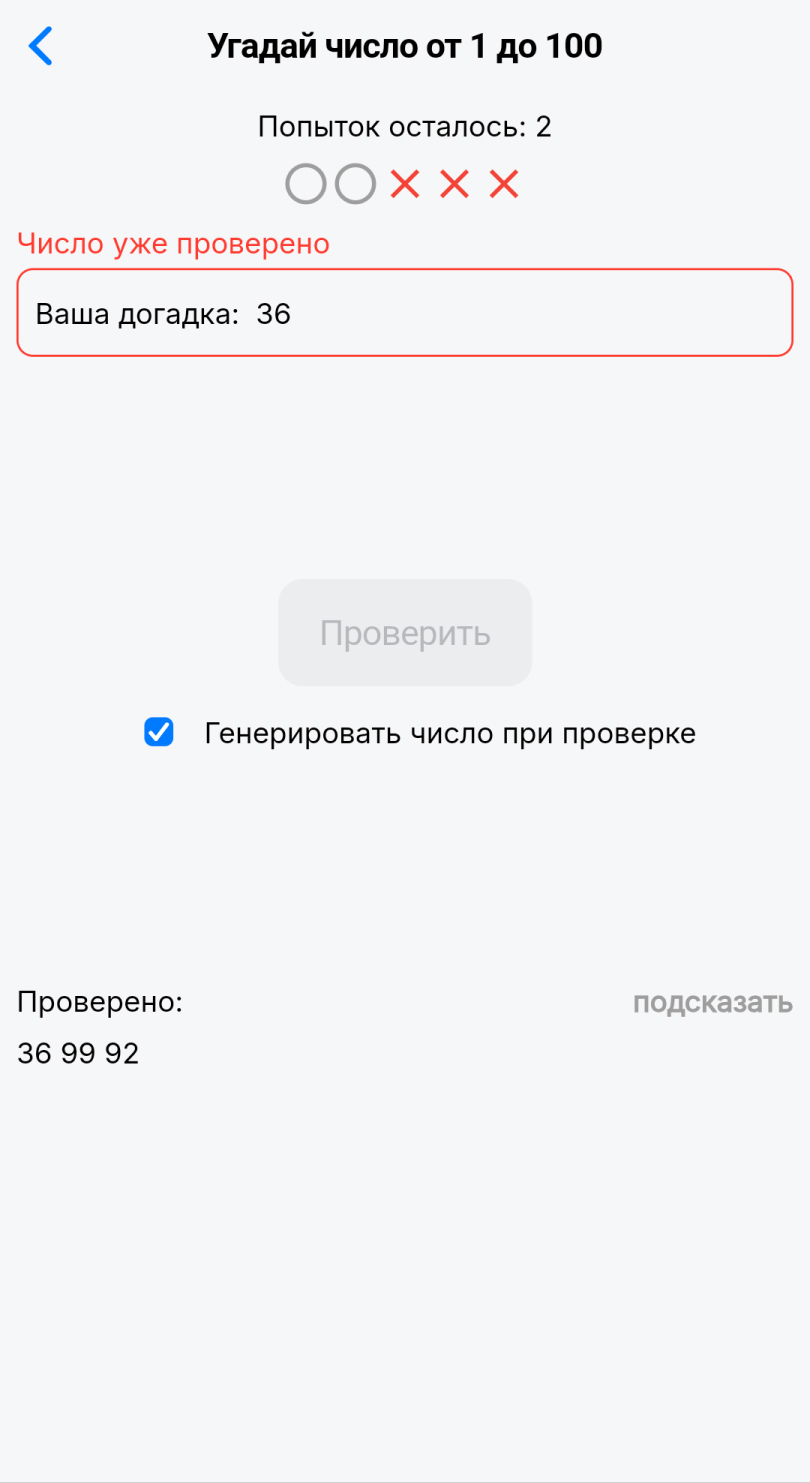 Угадай число от 1 до 100
Попыток осталось: 2
Число уже проверено
Ваша догадка: 36
Проверить
Генерировать число при проверке
Проверено:
подсказать
36 99 92